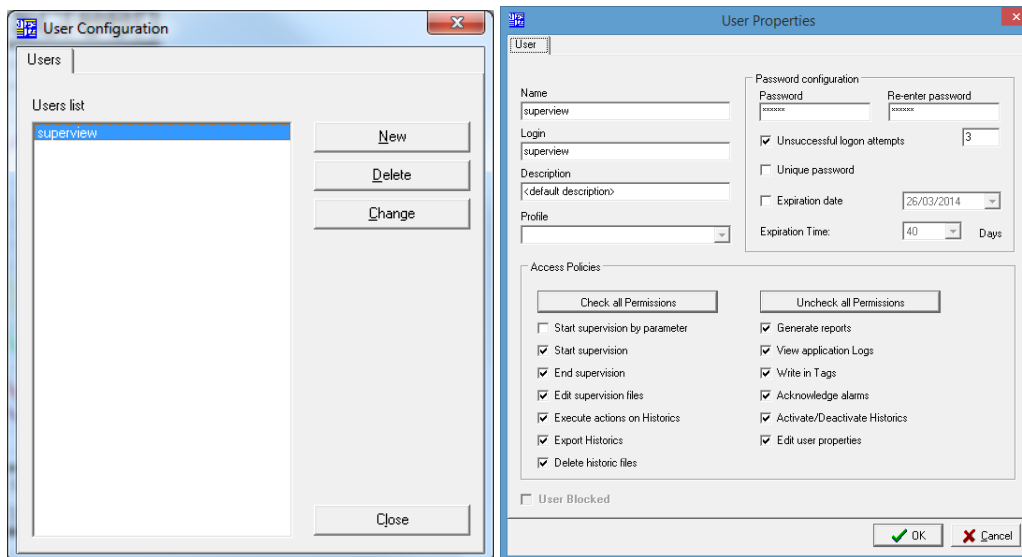 User Configuration
Users
Users list
superview
New
Delete
Change
Close
User Properties
User
Name
superview
Login
superview
Description
<default description>
Profile
Password configuration
Password Re-enter password
xxxxxx xxxxxx
Unsuccessful logon attempts 3
Unique password
Expiration date 26/03/2014
Expiration Time: 40 Days
Access Policies
Check all Permissions Uncheck all Permissions
Start supervision by parameter Generate reports
Start supervision View application Logs
End supervision Write in Tags
Edit supervision files Acknowledge alarms
Execute actions on Historics Activate/Deactivate Historics
Export Historics Edit user properties
Delete historic files
User Blocked
OK Cancel